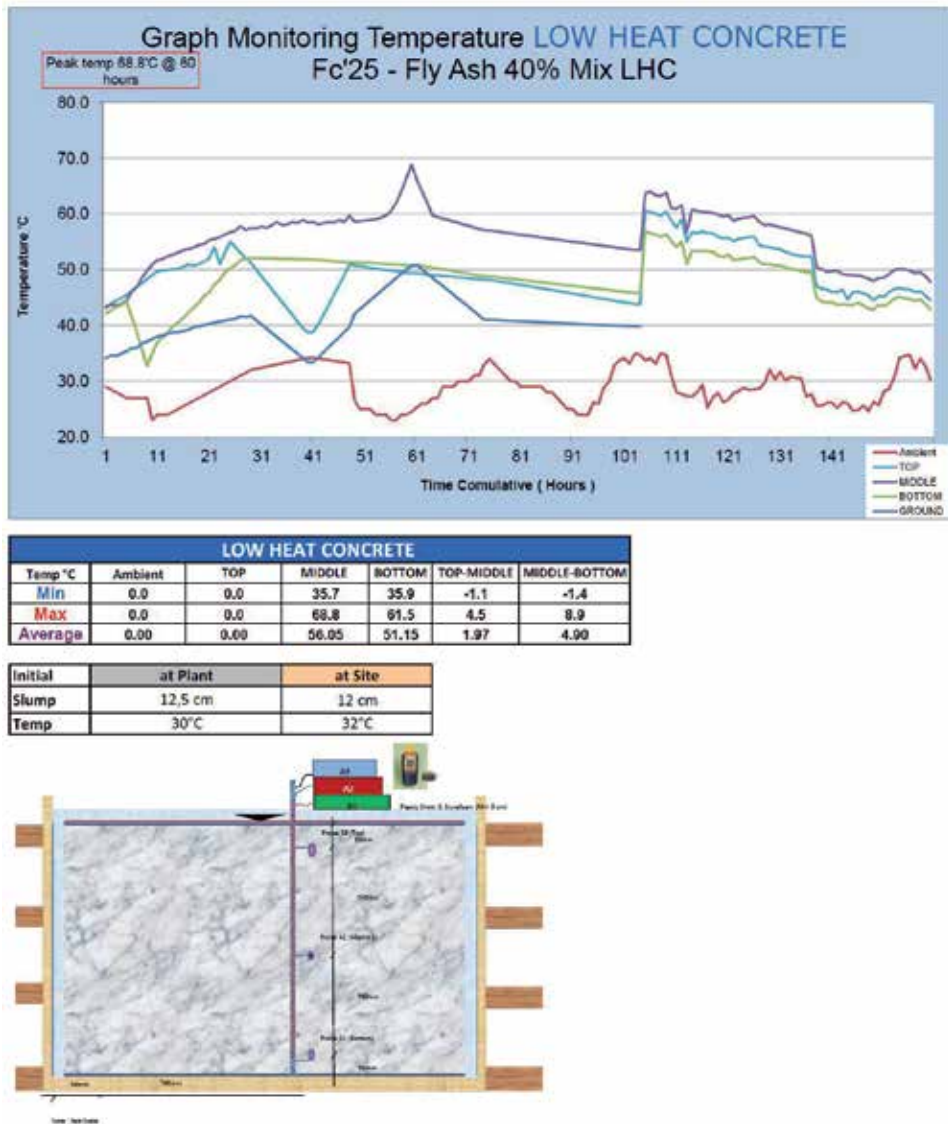 Graph Monitoring Temperature LOW HEAT CONCRETE
Peak temp 68.8°C @ 60 hours
Fc'25 - Fly Ash 40% Mix LHC
80.0
70.0
60.0
50.0
40.0
30.0
20.0
Temperature °C
1 11 21 31 41 51 61 71 81 91 101 111 121 131 141
Time Comulative ( Hours )
Ambient
TOP
MIDDLE
BOTTOM
GROUND
LOW HEAT CONCRETE
Temp °C Ambient TOP MIDDLE BOTTOM TOP-MIDDLE MIDDLE-BOTTOM
Min 0.0 0.0 35.7 35.9 -1.1 -1.4
Max 0.0 0.0 68.8 61.5 4.5 8.9
Average 0.00 0.00 56.05 51.15 1.97 4.90
Initial at Plant at Site
Slump 12,5 cm 12 cm
Temp 30°C 32°C